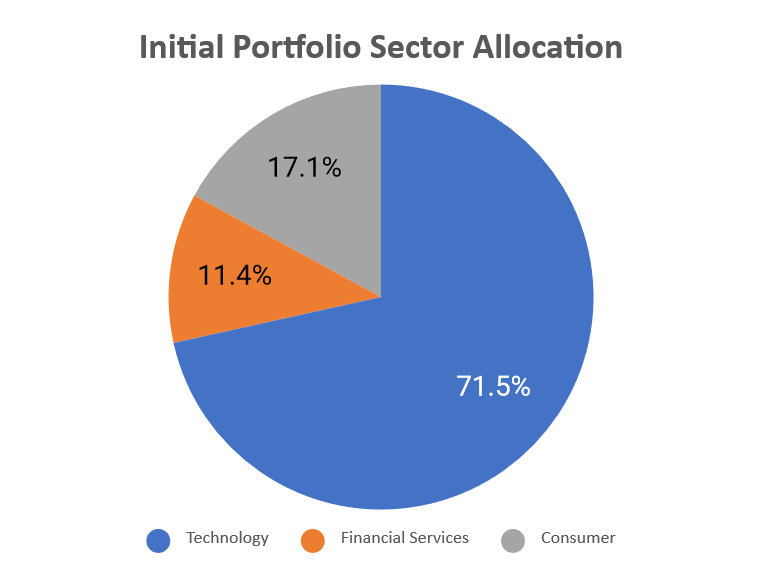 Initial Portfolio Sector Allocation
17.1%
11.4%
71.5%
Technology Financial Services Consumer